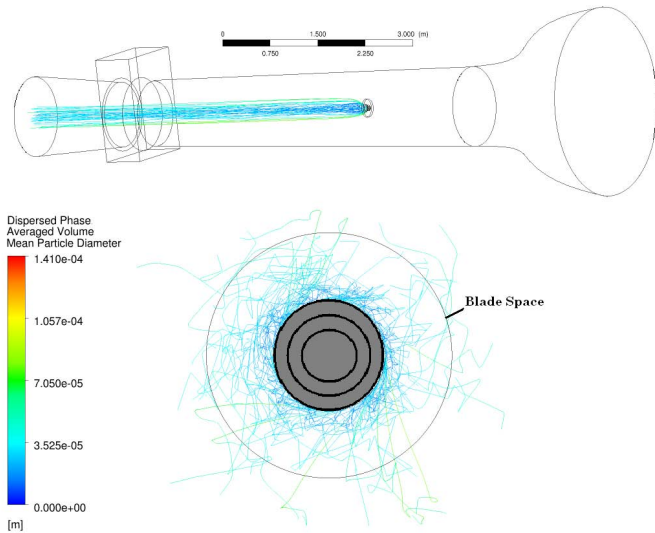 0 1.500 3.000 (m)
0.750 2.250
Dispersed Phase
Averaged Volume
Mean Particle Diameter
1.410e-04
1.057e-04
Blade Space
7.050e-05
3.525e-05
0.000e+00
[m]